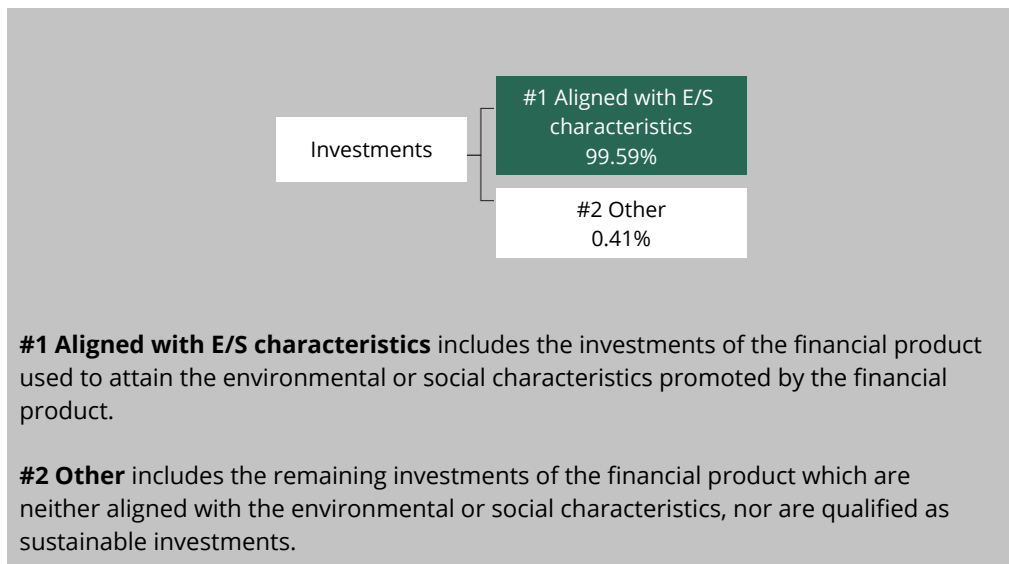 Investments
#1 Aligned with E/S
characteristics
99.59%
#2 Other
0.41%
#1 Aligned with E/S characteristics includes the investments of the financial product
used to attain the environmental or social characteristics promoted by the financial
product.
#2 Other includes the remaining investments of the financial product which are
neither aligned with the environmental or social characteristics, nor are qualified as
sustainable investments.